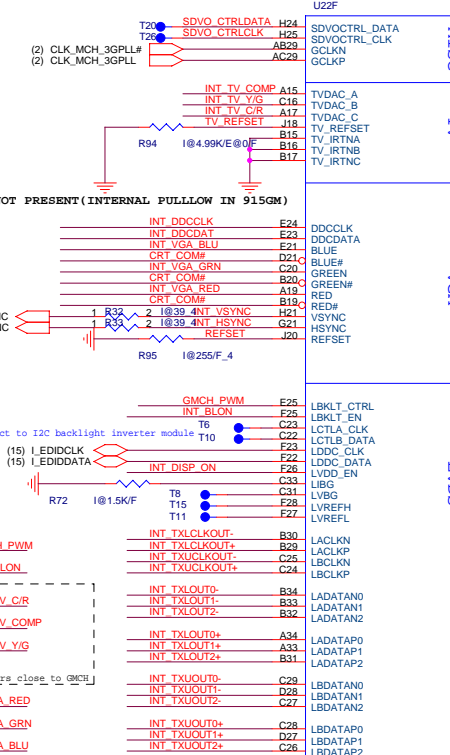 U22F
T20 SDVO_CTRLDATA H24 SDVOCTRL_DATA
T26 SDVO_CTRLCLK H25 SDVOCTRL_CLK
(2) CLK_MCH_3GPLL# AB29 GCLKN
(2) CLK_MCH_3GPLL AC29 GCLKP
INT_TV_COMP A15 TVDAC_A
INT_TV_Y/G C16 TVDAC_B
INT_TV_C/R A17 TVDAC_C
TV_REFSET J18 TV_REFSET
B15 TV_IRTNA
R94 I@4.99K/E@0/F B16 TV_IRTNB
B17 TV_IRTNC
OT PRESENT(INTERNAL PULLLOW IN 915GM)
INT_DDCCLK E24 DDCCLK
INT_DDCDAT E23 DDCDATA
INT_VGA_BLU E21 BLUE
CRT_COM# D21 BLUE#
INT_VGA_GRN C20 GREEN
CRT_COM# B20 GREEN#
INT_VGA_RED A19 RED
CRT_COM# B19 RED#
C 1 R32 2 I@39_4 INT_VSYNC H21 VSYNC
C 1 R33 2 I@39_4 INT_HSYNC G21 HSYNC
REFSET J20 REFSET
R95 I@255/F_4
GMCH_PWM E25 LBKLT_CTRL
INT_BLON F25 LBKLT_EN
T6 C23 LCTLA_CLK
ct to I2C backlight inverter module T10 C22 LCTLB_DATA
(15) I_EDIDCLK F23 LDDC_CLK
(15) I_EDIDDATA F22 LDDC_DATA
INT_DISP_ON F26 LVDD_EN
C33 LIBG
R72 I@1.5K/F T8 C31 LVBG
T15 F28 LVREFH
T11 F27 LVREFL
INT_TXLCLKOUT- B30 LACLKN
H_PWM INT_TXLCLKOUT+ B29 LACLKP
INT_TXUCLKOUT- C25 LBCLKN
LON INT_TXUCLKOUT+ C24 LBCLKP
INT_TXLOUT0- B34 LADATAN0
V_C/R INT_TXLOUT1- B33 LADATAN1
INT_TXLOUT2- B32 LADATAN2
V_COMP
INT_TXLOUT0+ A34 LADATAP0
V_Y/G INT_TXLOUT1+ A33 LADATAP1
INT_TXLOUT2+ B31 LADATAP2
rs close to GMCH
INT_TXUOUT0- C29 LBDATAN0
INT_TXUOUT1- D28 LBDATAN1
A_RED INT_TXUOUT2- C27 LBDATAN2
A_GRN INT_TXUOUT0+ C28 LBDATAP0
INT_TXUOUT1+ D27 LBDATAP1
A_BLU INT_TXUOUT2+ C26 LBDATAP2